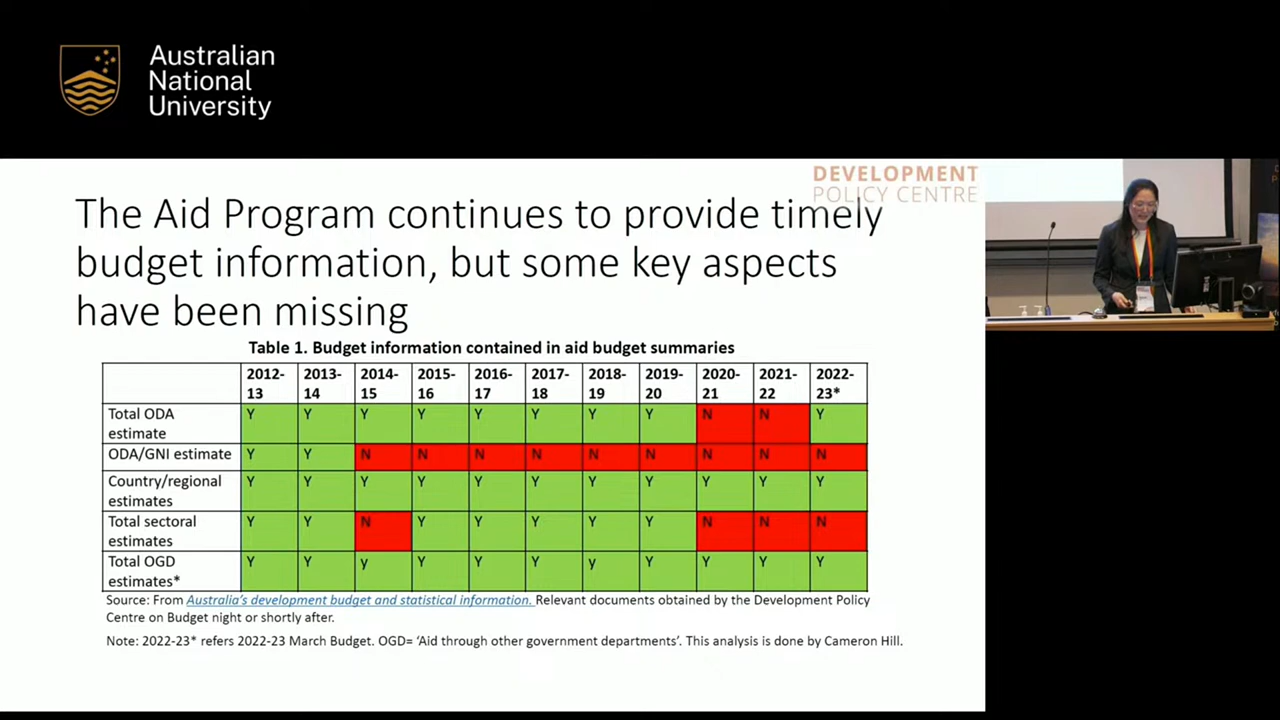 Australian
National
University
DEVELOPMENT
POLICY CENTRE
The Aid Program continues to provide timely
budget information, but some key aspects
have been missing
Table 1. Budget information contained in aid budget summaries
2012-13 2013-14 2014-15 2015-16 2016-17 2017-18 2018-19 2019-20 2020-21 2021-22 2022-23*
Total ODA estimate Y Y Y Y Y Y Y Y N N Y
ODA/GNI estimate Y Y N N N N N N N N N
Country/regional estimates Y Y Y Y Y Y Y Y Y Y Y
Total sectoral estimates Y Y N Y Y Y Y Y N N N
Total OGD estimates* Y Y y Y Y Y y Y Y Y Y
Source: From Australia's development budget and statistical information. Relevant documents obtained by the Development Policy
Centre on Budget night or shortly after.
Note: 2022-23* refers 2022-23 March Budget. OGD= 'Aid through other government departments'. This analysis is done by Cameron Hill.